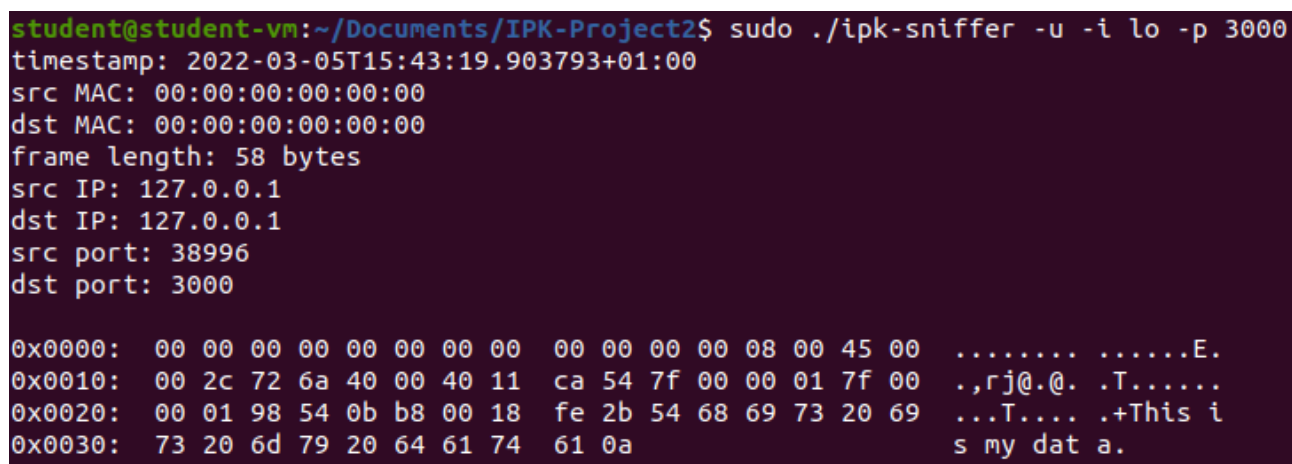 student@student-vm:~/Documents/IPK-Project2$ sudo ./ipk-sniffer -u -i lo -p 3000
timestamp: 2022-03-05T15:43:19.903793+01:00
src MAC: 00:00:00:00:00:00
dst MAC: 00:00:00:00:00:00
frame length: 58 bytes
src IP: 127.0.0.1
dst IP: 127.0.0.1
src port: 38996
dst port: 3000

0x0000:  00 00 00 00 00 00 00 00  00 00 00 00 08 00 45 00  ........ ......E.
0x0010:  00 2c 72 6a 40 00 40 11  ca 54 7f 00 00 01 7f 00  .,rj@.@. .T......
0x0020:  00 01 98 54 0b b8 00 18  fe 2b 54 68 69 73 20 69  ...T.... .+This i
0x0030:  73 20 6d 79 20 64 61 74  61 0a                    s my dat a.